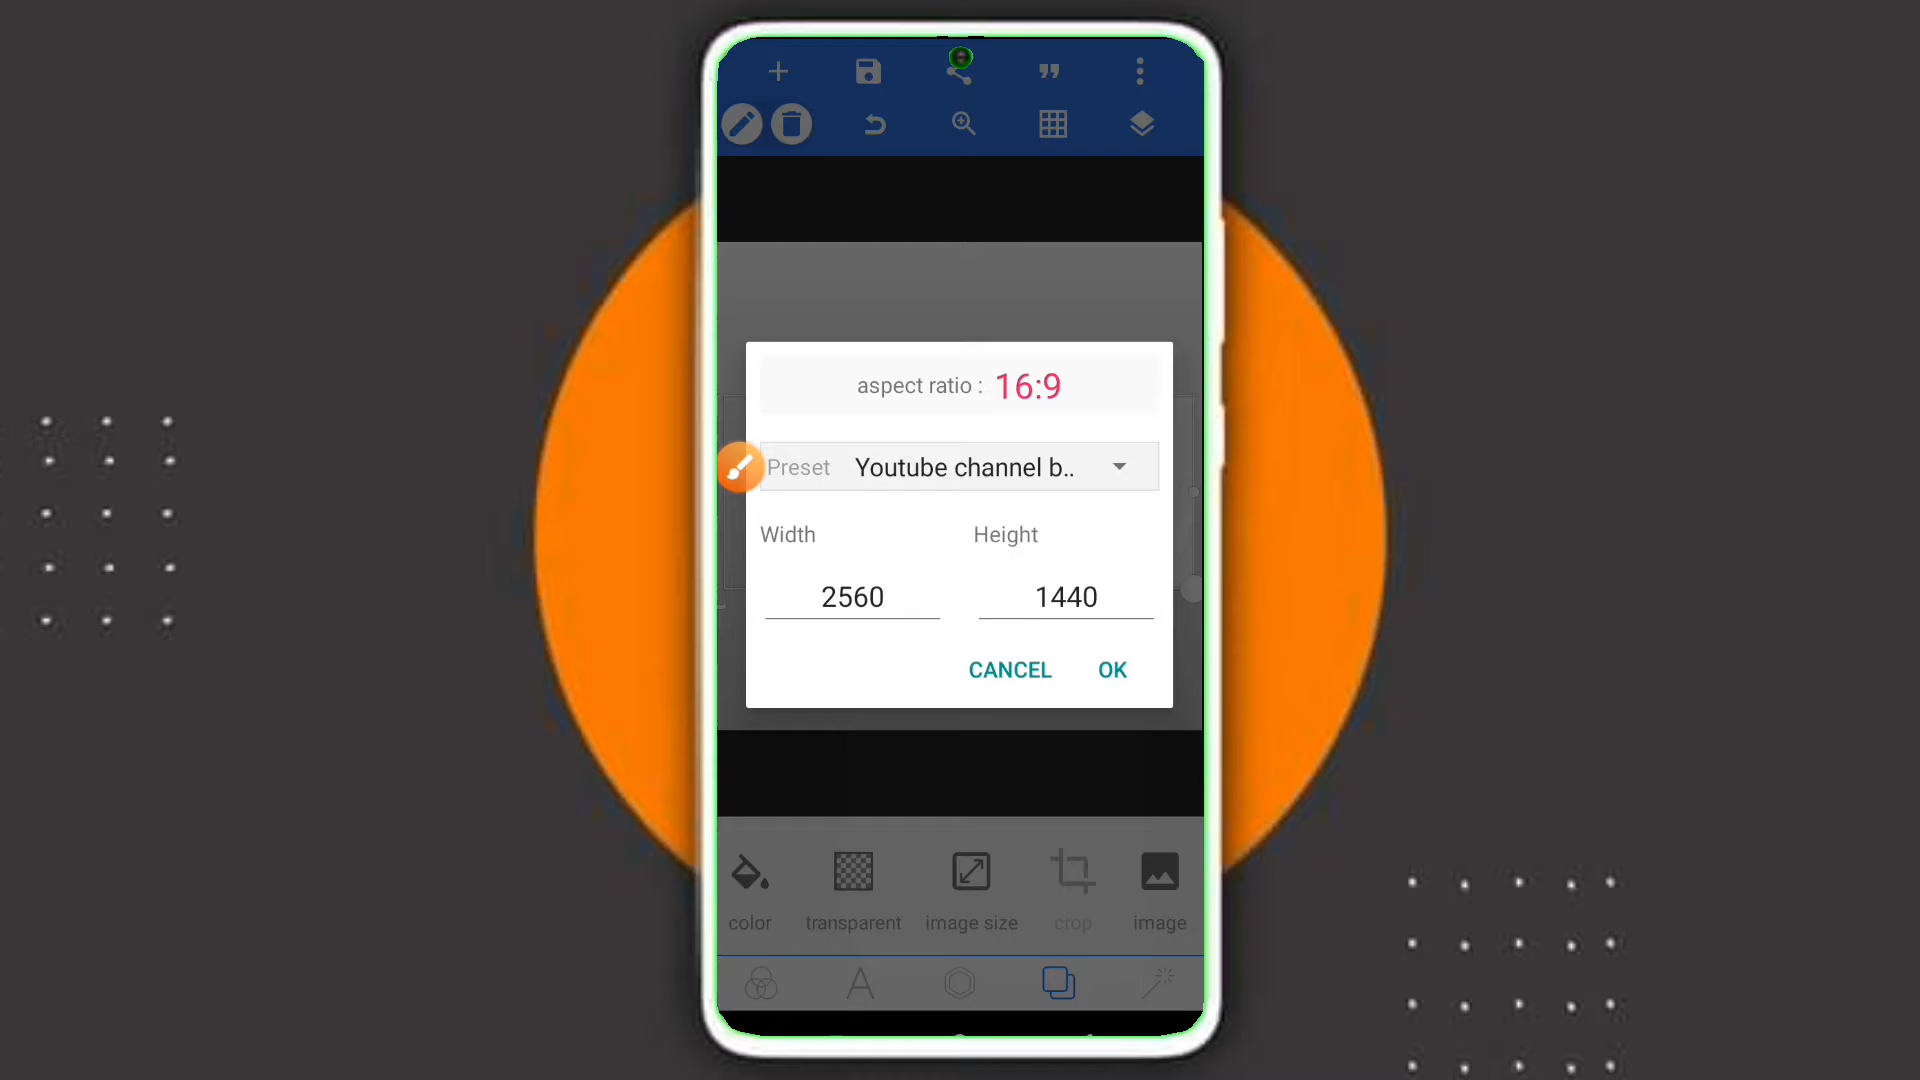 aspect ratio : 16:9
Preset Youtube channel b..
Width Height
2560 1440
CANCEL OK
color transparent image size crop image